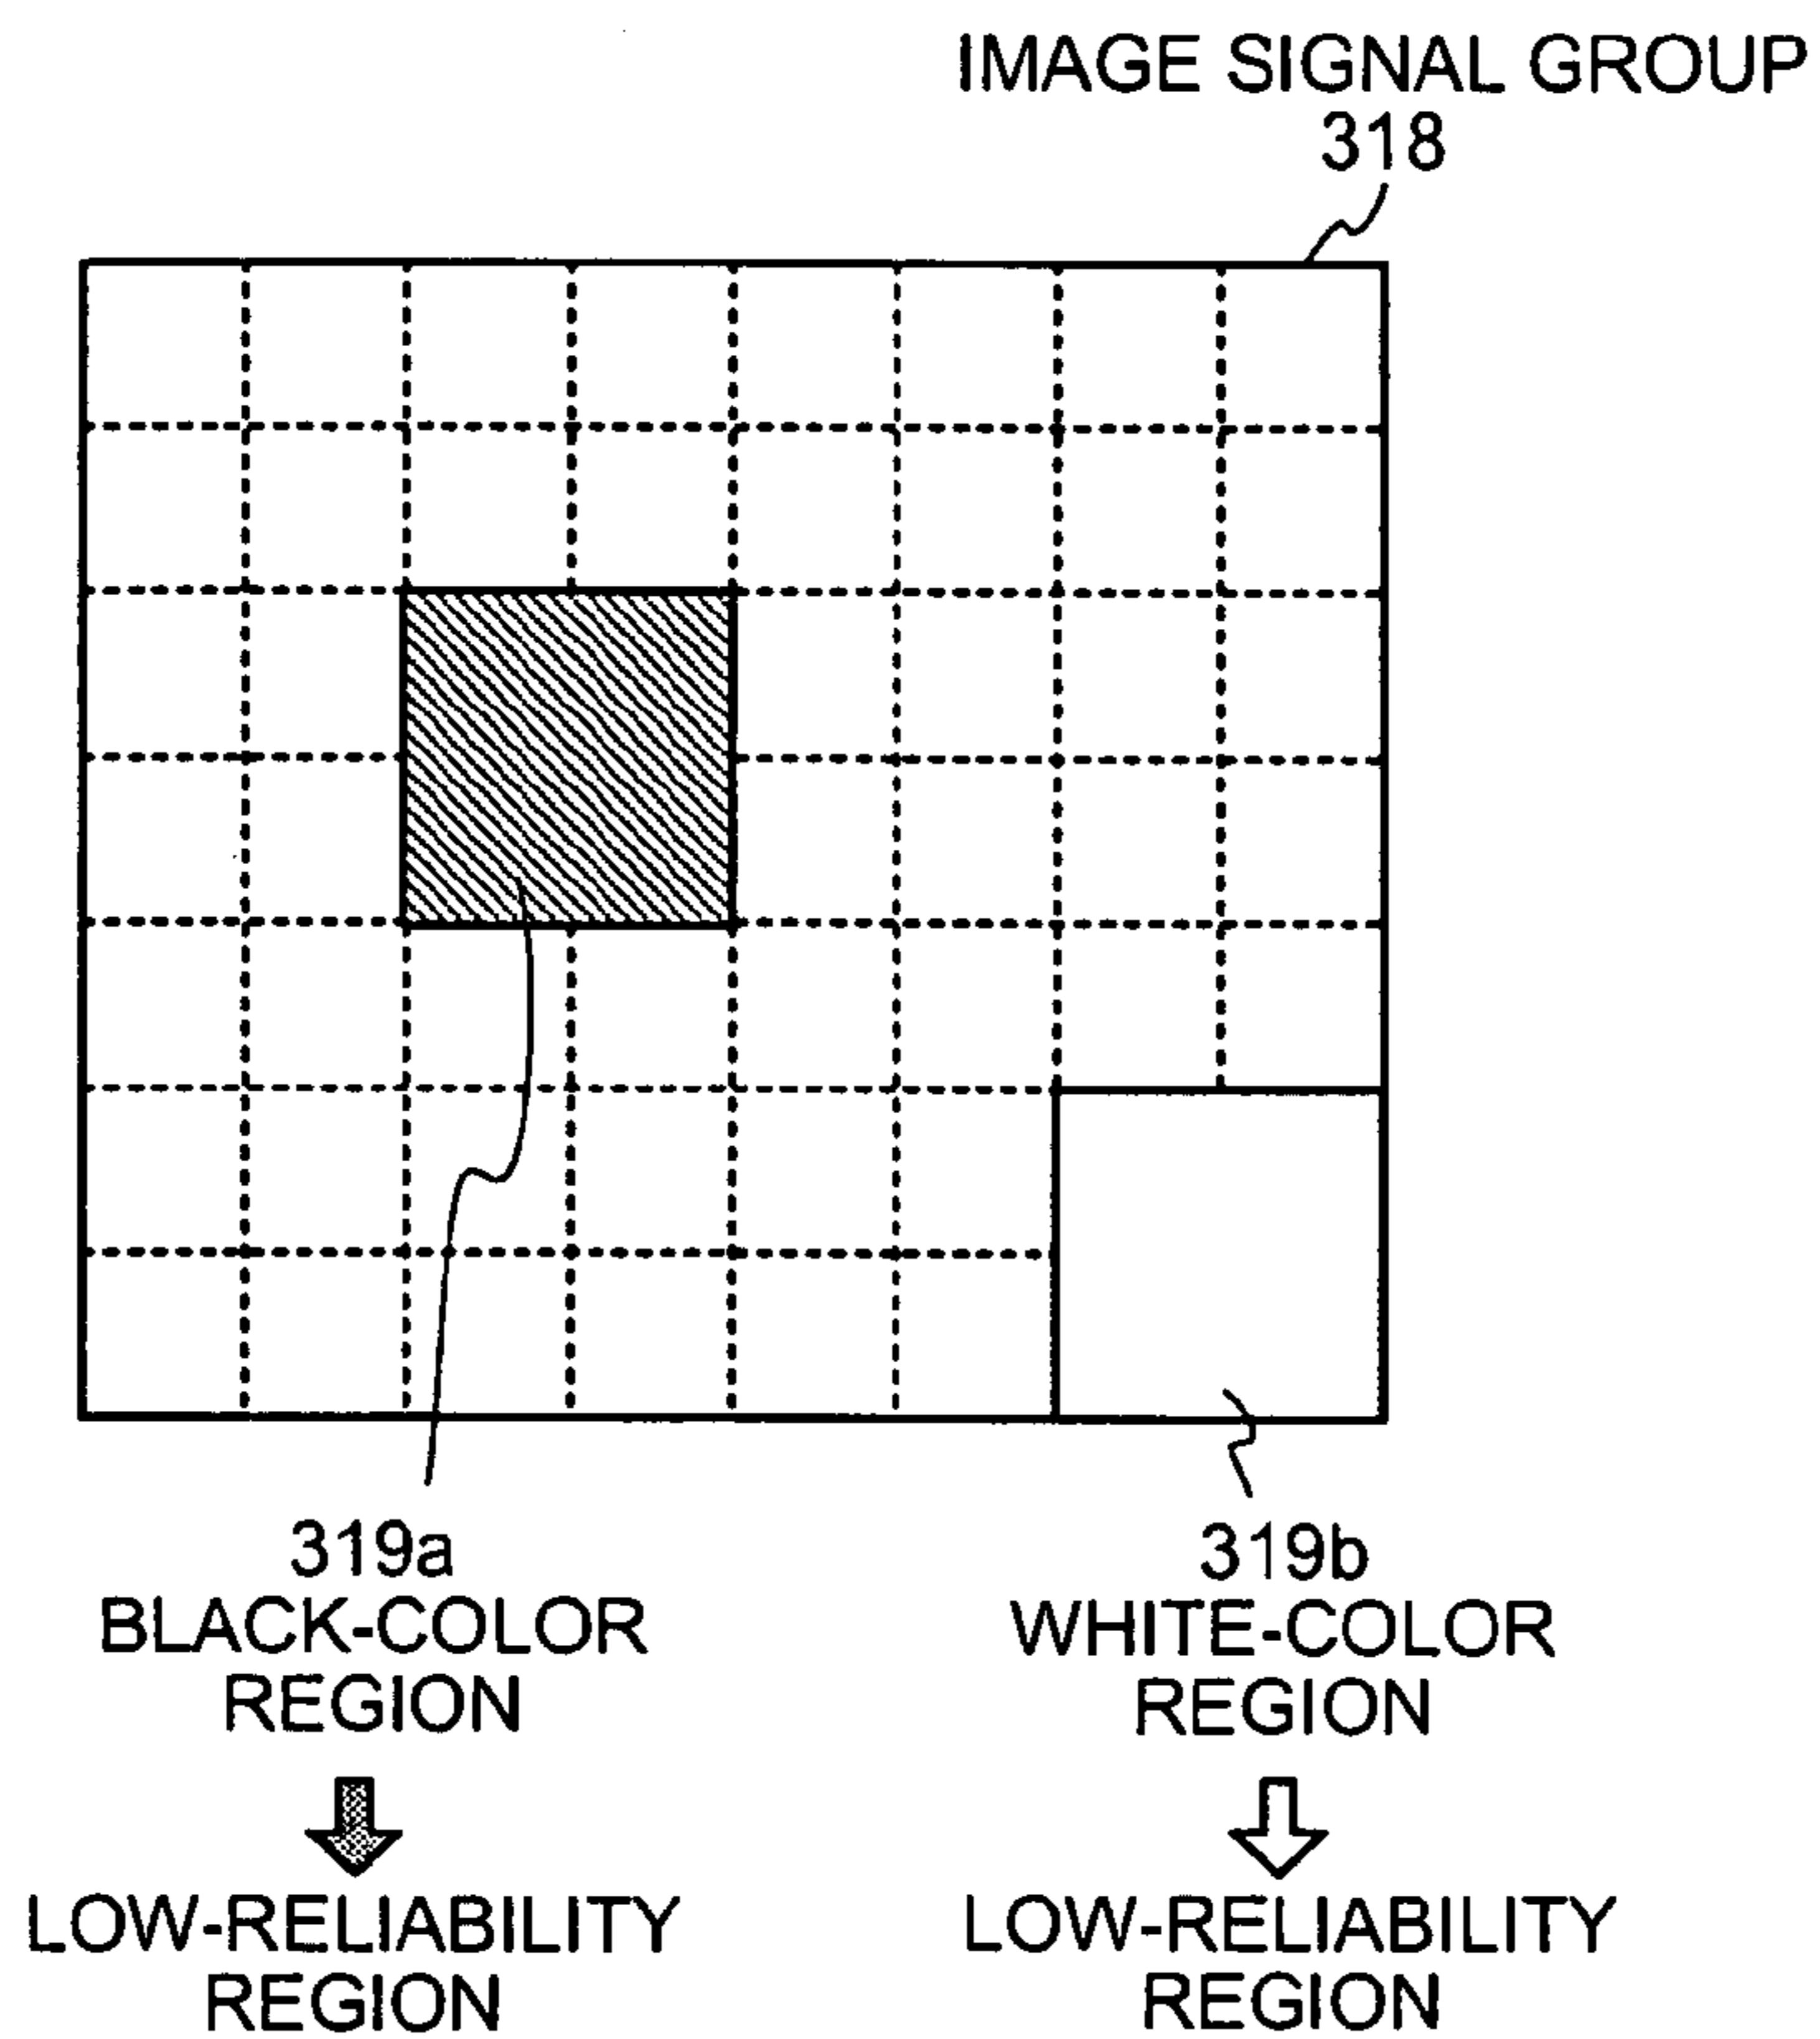 IMAGE SIGNAL GROUP
318
319a
BLACK-COLOR
REGION
LOW-RELIABILITY
REGION
319b
WHITE-COLOR
REGION
LOW-RELIABILITY
REGION